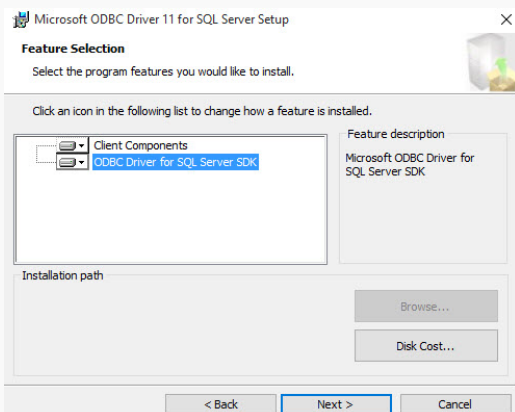 Microsoft ODBC Driver 11 for SQL Server Setup
Feature Selection
Select the program features you would like to install.
Click an icon in the following list to change how a feature is installed.
Client Components
ODBC Driver for SQL Server SDK
Feature description
Microsoft ODBC Driver for
SQL Server SDK
Installation path
Browse...
Disk Cost...
< Back
Next >
Cancel